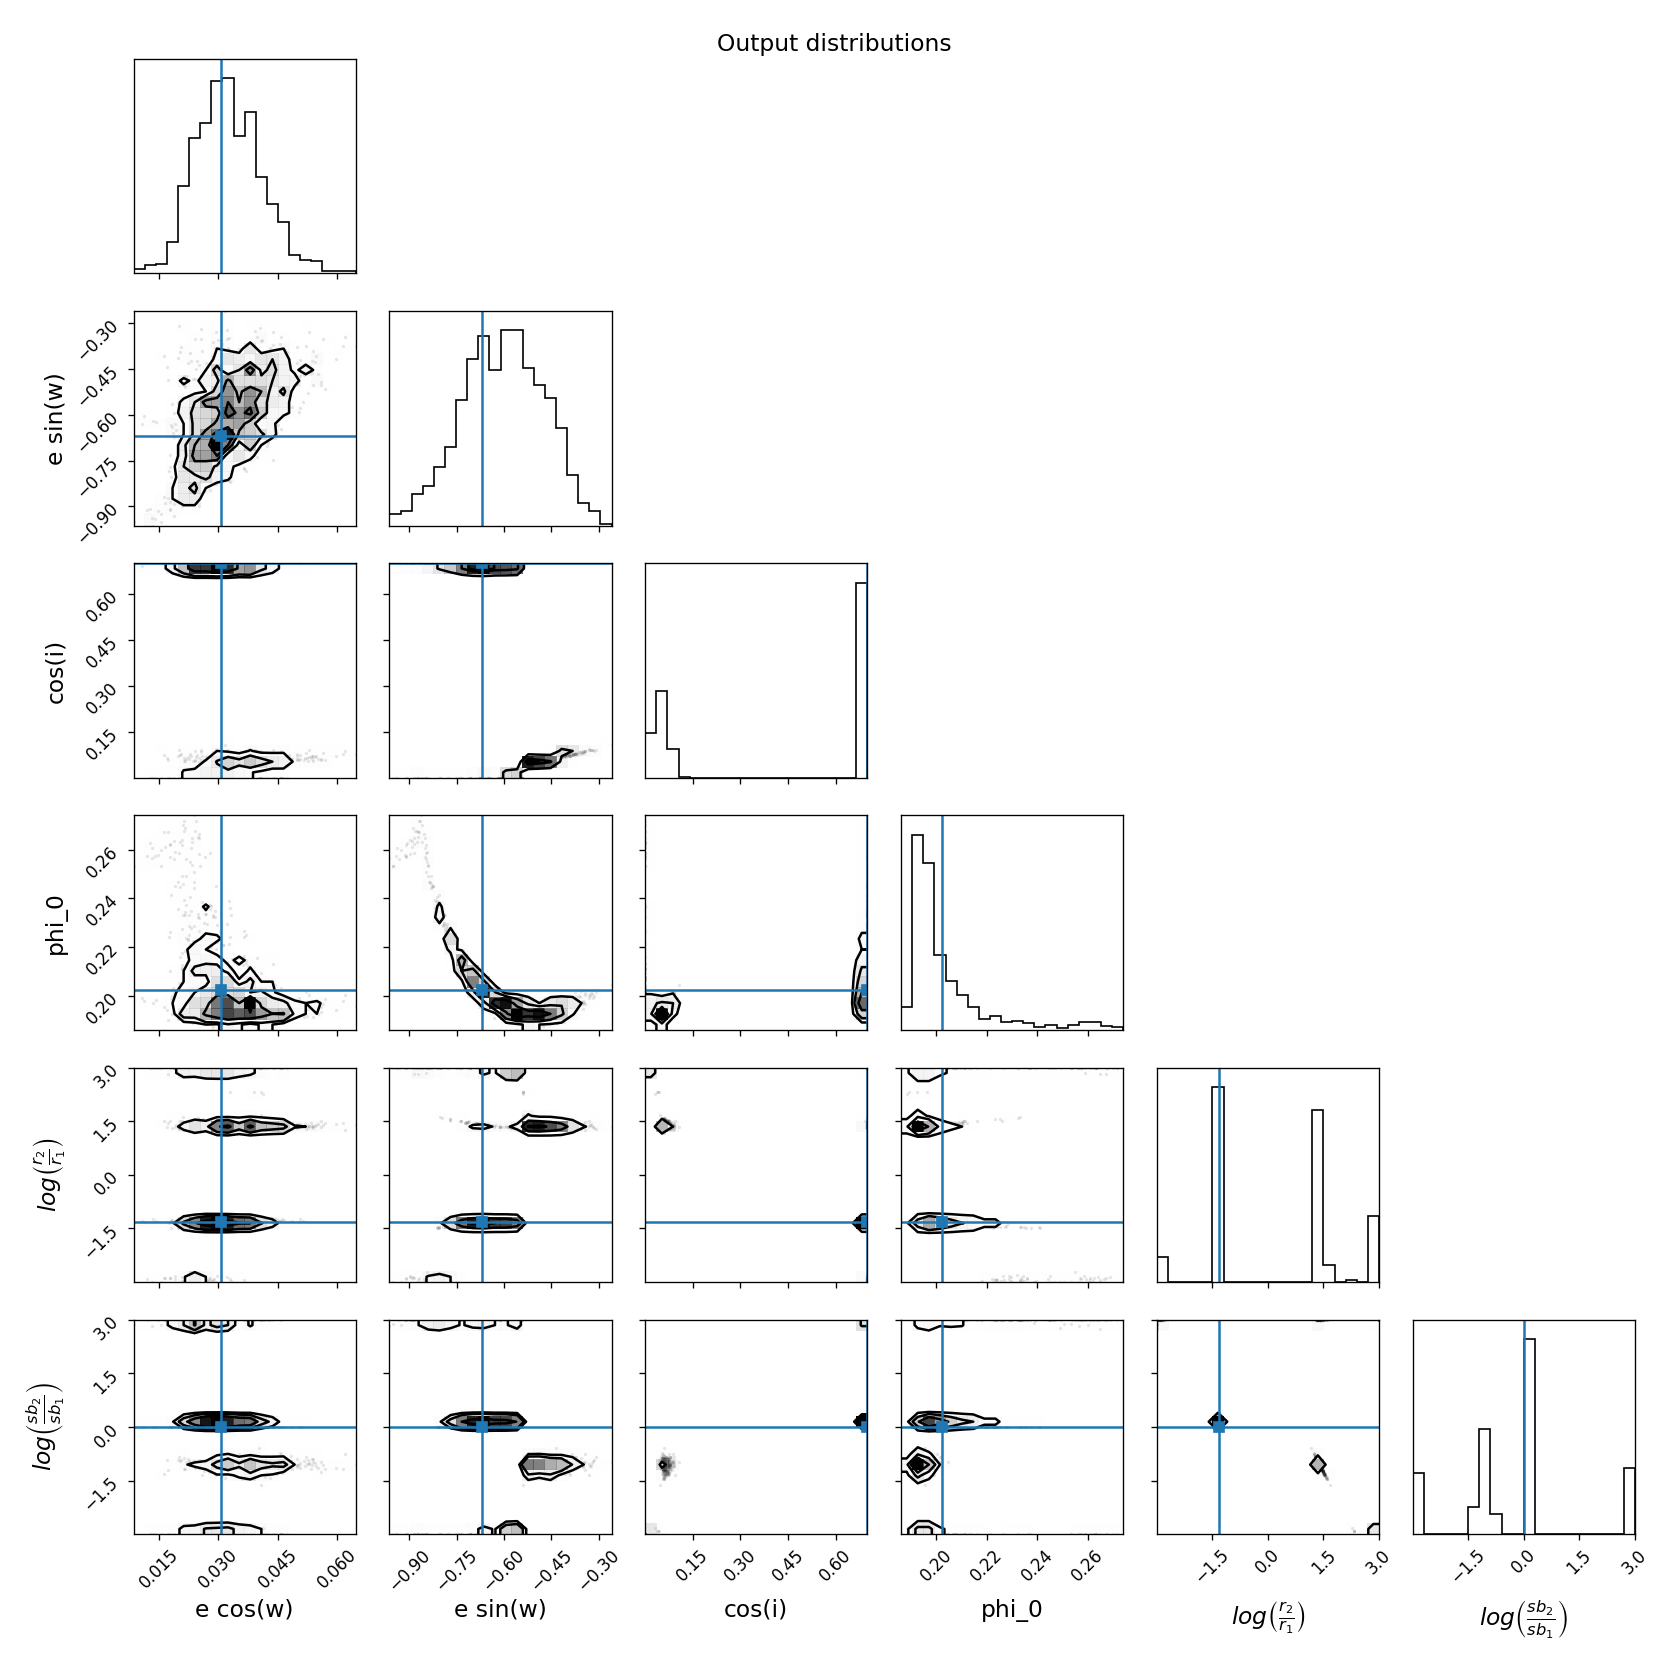 Output distributions
e sin(w)
−0.30
−0.45
−0.60
−0.75
−0.90
cos(i)
0.60
0.45
0.30
0.15
phi_0
0.26
0.24
0.22
0.20
log(r₂/r₁)
3.0
1.5
0.0
−1.5
log(sb₂/sb₁)
3.0
1.5
0.0
−1.5
0.015 0.030 0.045 0.060
−0.90 −0.75 −0.60 −0.45 −0.30
0.15 0.30 0.45 0.60
0.20 0.22 0.24 0.26
−1.5 0.0 1.5 3.0
−1.5 0.0 1.5 3.0
e cos(w)
e sin(w)
cos(i)
phi_0
log(r₂/r₁)
log(sb₂/sb₁)